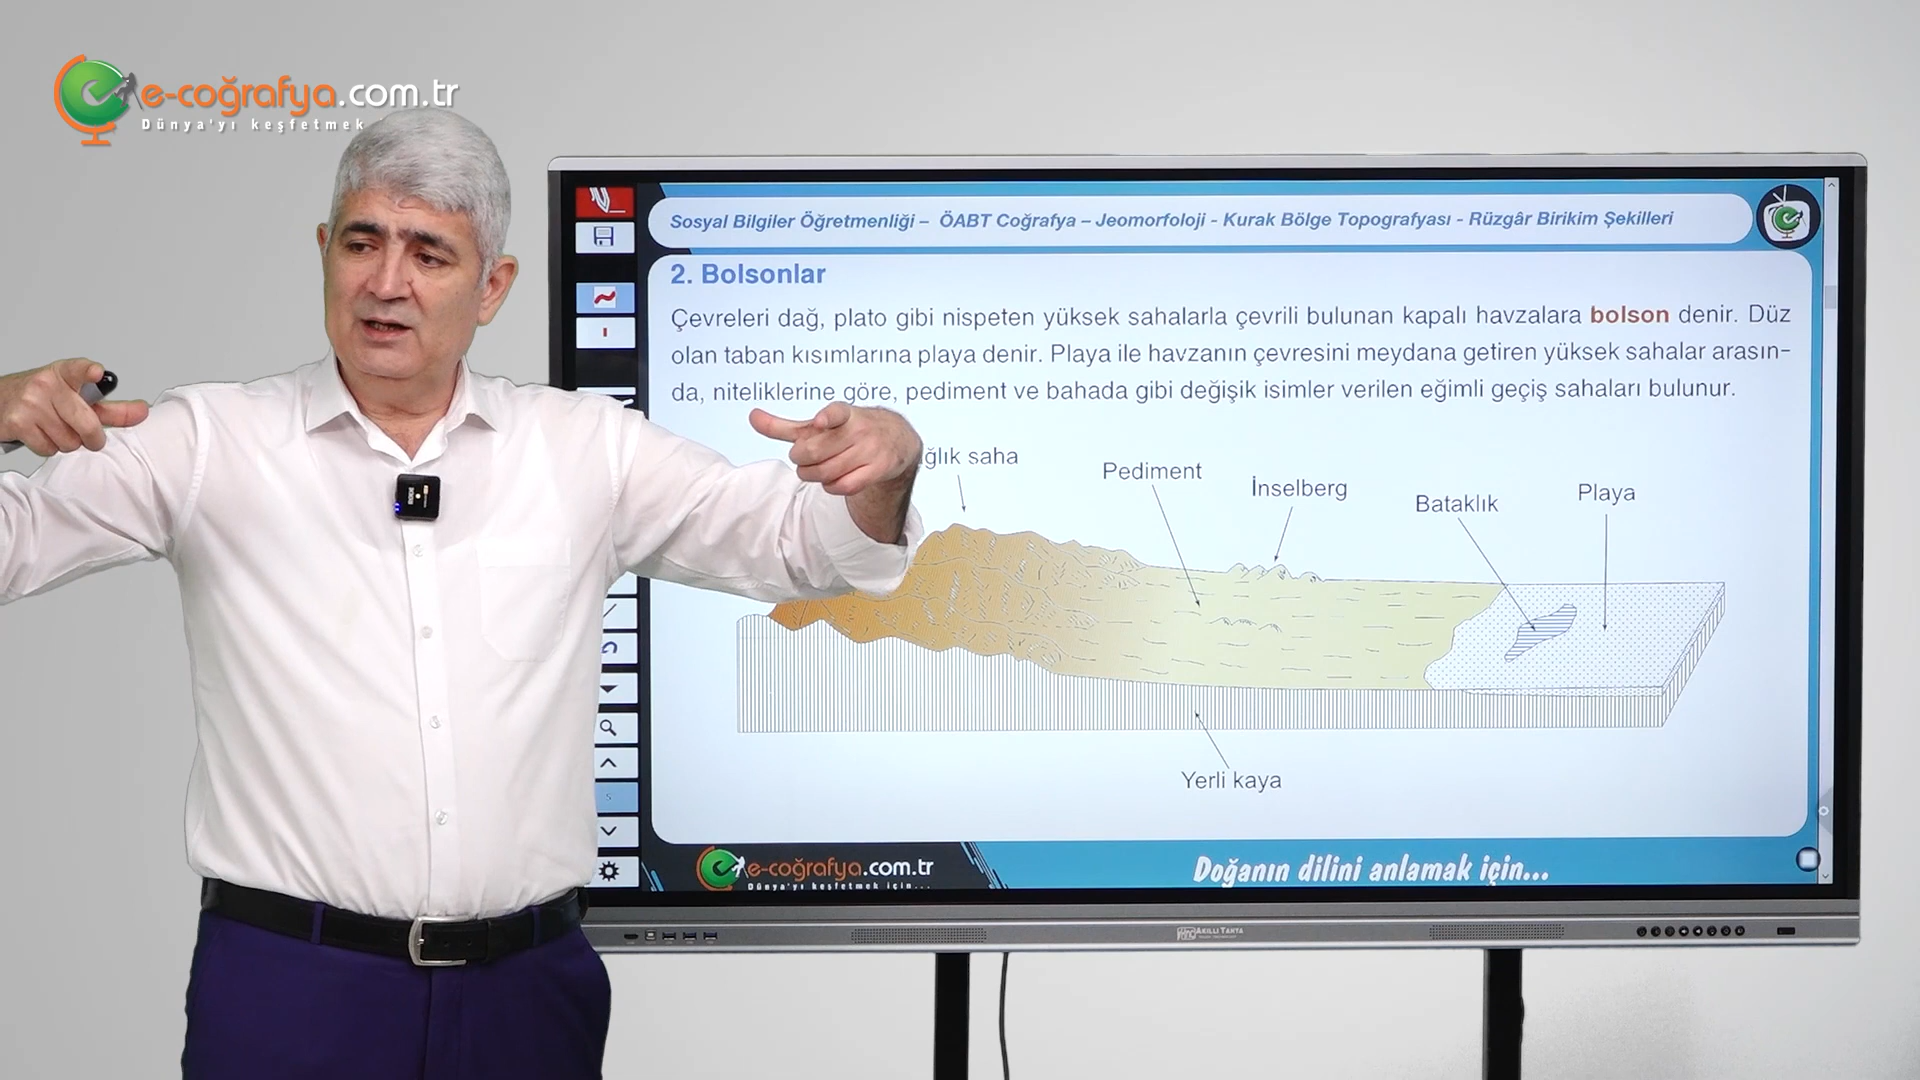 e-coğrafya.com.tr
Dünya'yı keşfetmek
Sosyal Bilgiler Öğretmenliği – ÖABT Coğrafya – Jeomorfoloji - Kurak Bölge Topografyası - Rüzgâr Birikim Şekilleri
2. Bolsonlar
Çevreleri dağ, plato gibi nispeten yüksek sahalarla çevrili bulunan kapalı havzalara bolson denir. Düz
olan taban kısımlarına playa denir. Playa ile havzanın çevresini meydana getiren yüksek sahalar arasın-
da, niteliklerine göre, pediment ve bahada gibi değişik isimler verilen eğimli geçiş sahaları bulunur.
ğlık saha
Pediment
İnselberg
Bataklık
Playa
Yerli kaya
5
e-coğrafya.com.tr
Dünya'yı keşfetmek için...
Doğanın dilini anlamak için...
AKILLI TAHTA